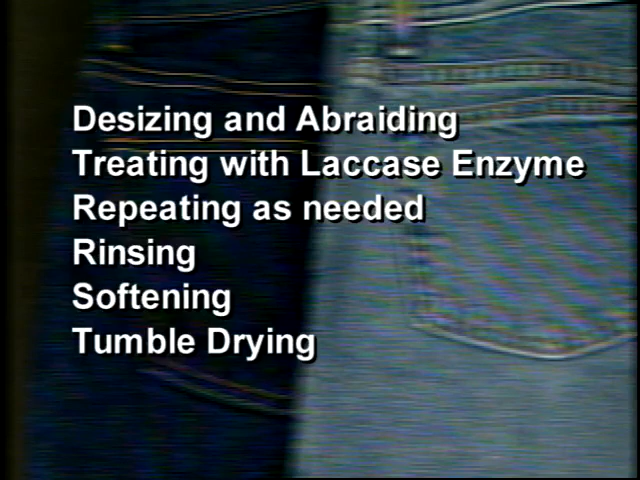 Desizing and Abraiding
Treating with Laccase Enzyme
Repeating as needed
Rinsing
Softening
Tumble Drying